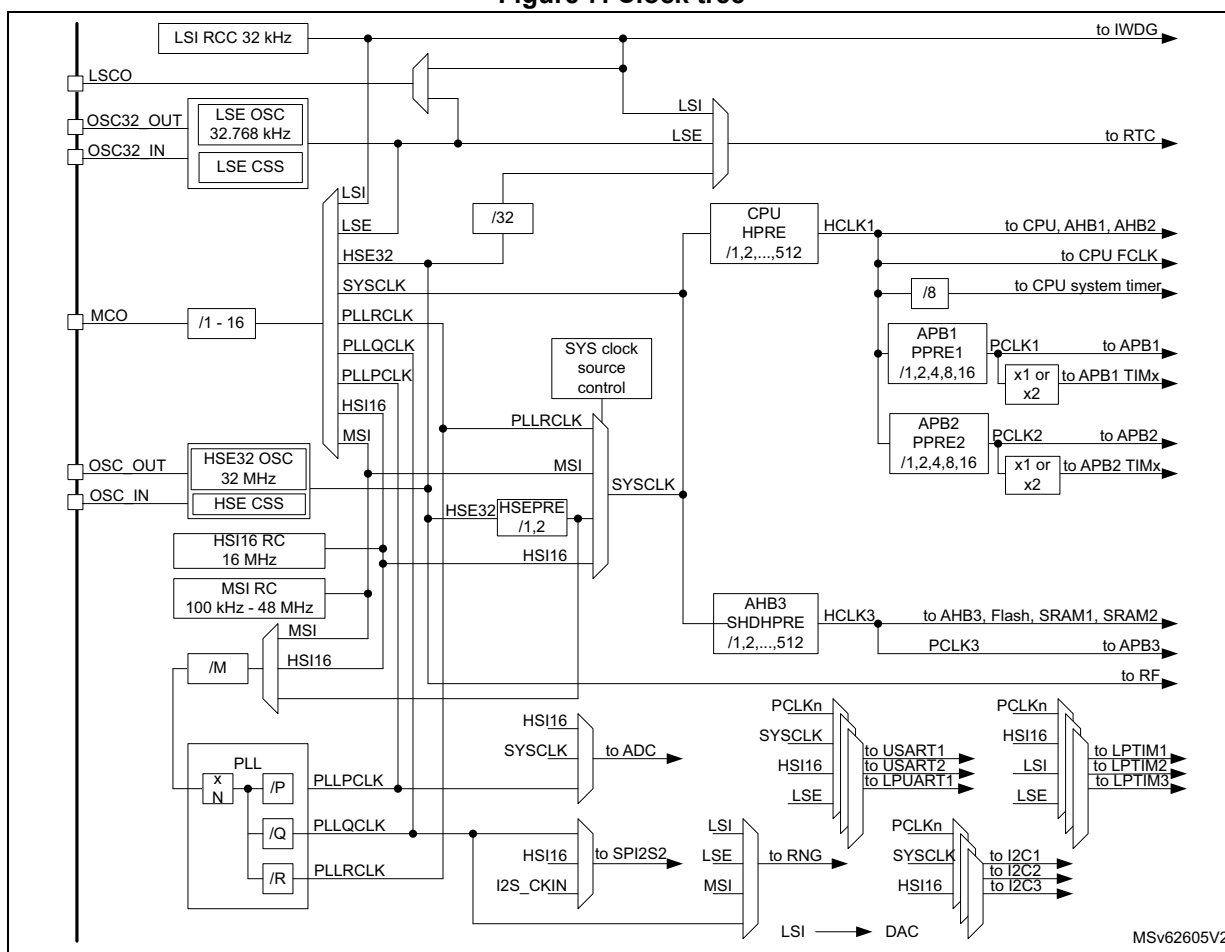 Figure 7. Clock tree
LSI RCC 32 kHz
to IWDG
LSCO
OSC32_OUT
LSE OSC
32.768 kHz
OSC32_IN
LSE CSS
LSI
LSE
to RTC
LSI
LSE
HSE32
SYSCLK
PLLRCLK
PLLQCLK
PLLPCLK
HSI16
MSI
/32
CPU
HPRE
/1,2,...,512
HCLK1
to CPU, AHB1, AHB2
to CPU FCLK
/8
to CPU system timer
MCO
/1 - 16
APB1
PPRE1
/1,2,4,8,16
PCLK1
to APB1
x1 or
x2
to APB1 TIMx
SYS clock
source
control
APB2
PPRE2
/1,2,4,8,16
PCLK2
to APB2
x1 or
x2
to APB2 TIMx
PLLRCLK
MSI
HSE32
HSEPRE
/1,2
HSI16
SYSCLK
OSC_OUT
HSE32 OSC
32 MHz
OSC_IN
HSE CSS
HSI16 RC
16 MHz
MSI RC
100 kHz - 48 MHz
AHB3
SHDHPRE
/1,2,...,512
HCLK3
to AHB3, Flash, SRAM1, SRAM2
PCLK3
to APB3
to RF
MSI
HSI16
/M
PLL
x
N
/P
/Q
/R
PLLPCLK
PLLQCLK
PLLRCLK
HSI16
SYSCLK
to ADC
HSI16
I2S_CKIN
to SPI2S2
LSI
LSE
MSI
to RNG
PCLKn
SYSCLK
HSI16
LSE
to USART1
to USART2
to LPUART1
PCLKn
HSI16
LSI
LSE
to LPTIM1
to LPTIM2
to LPTIM3
PCLKn
SYSCLK
HSI16
to I2C1
to I2C2
to I2C3
LSI
DAC
MSv62605V2